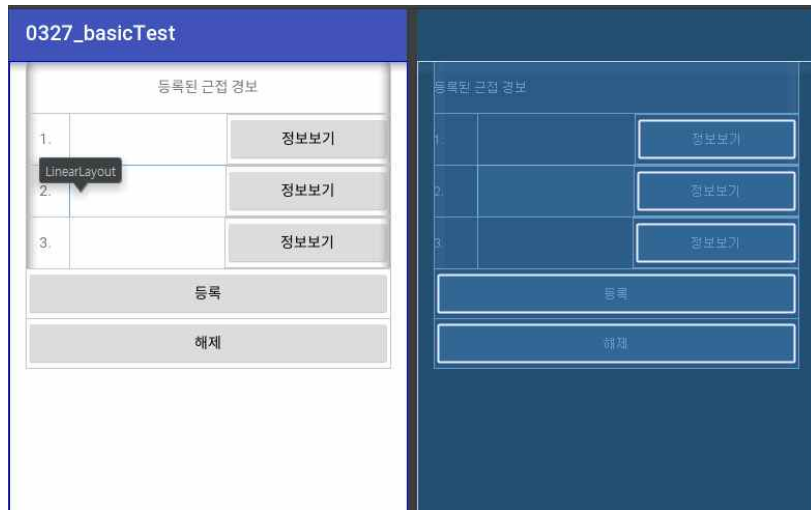 0327_basicTest
등록된 근접 경보
1.
정보보기
LinearLayout
2.
정보보기
3.
정보보기
등록
해제
등록된 근접 경보
1.
정보보기
2.
정보보기
3.
정보보기
등록
해제